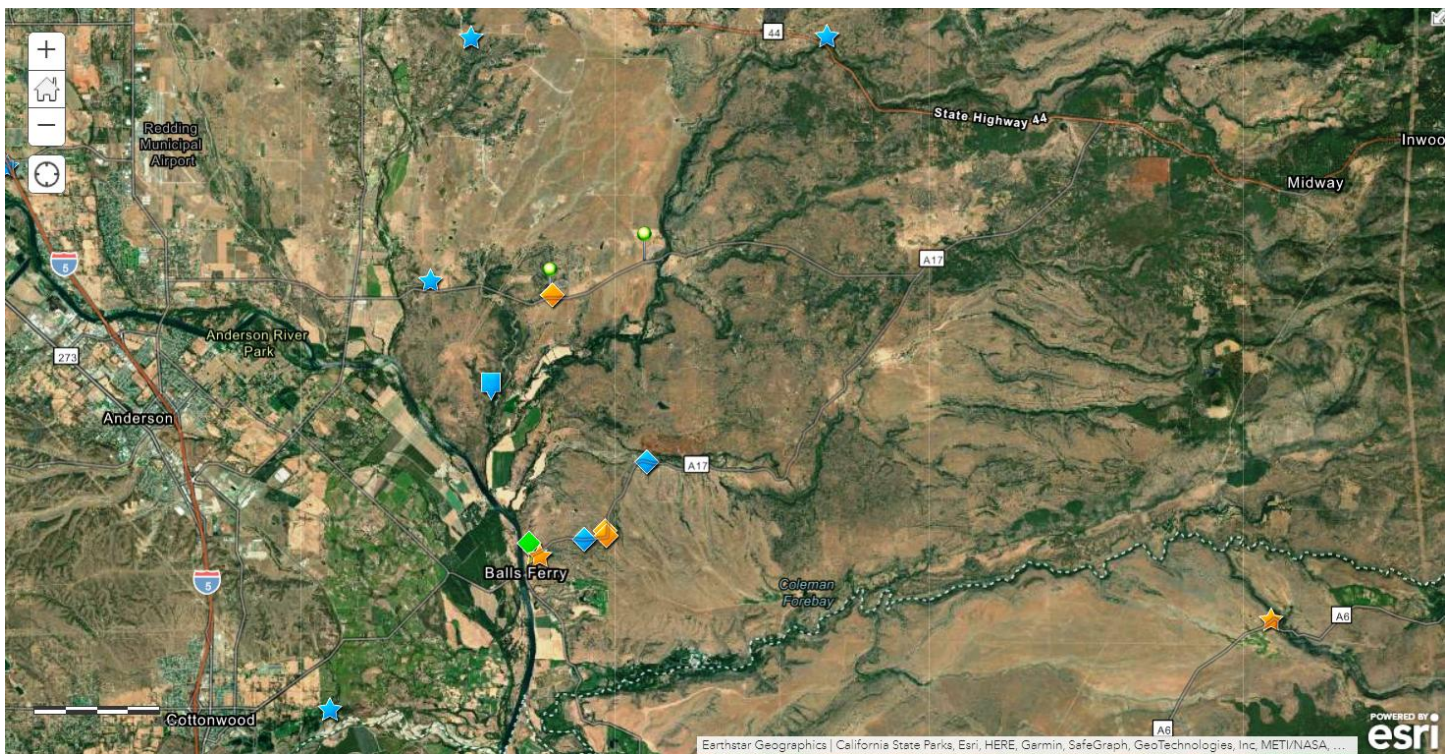 +
44
State Highway 44
Redding
Municipal
Airport
Inwoo
−
Midway
5
A17
Anderson River
Park
273
Anderson
A17
Balls Ferry
5
Coleman
Forebay
A6
Cottonwood
A6
POWERED BY
esri
Earthstar Geographics | California State Parks, Esri, HERE, Garmin, SafeGraph, GeoTechnologies, Inc, METI/NASA, ...